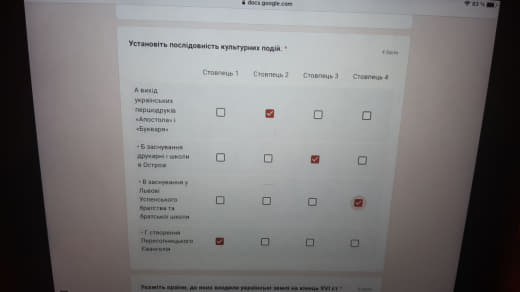 docs.google.com
83 %
Установіть послідовність культурних подій. *
4 бали
Стовпець 1 Стовпець 2 Стовпець 3 Стовпець 4
А вихід
українських
першодруків
«Апостола» і
«Букваря»
• Б заснування
друкарні і школи
в Острозі
• В заснування у
Львові
Успенського
братства та
братської школи
• Г створення
Пересопницького
Євангелія
Укажіть країни, до яких входили українські землі на кінець XVI ст *